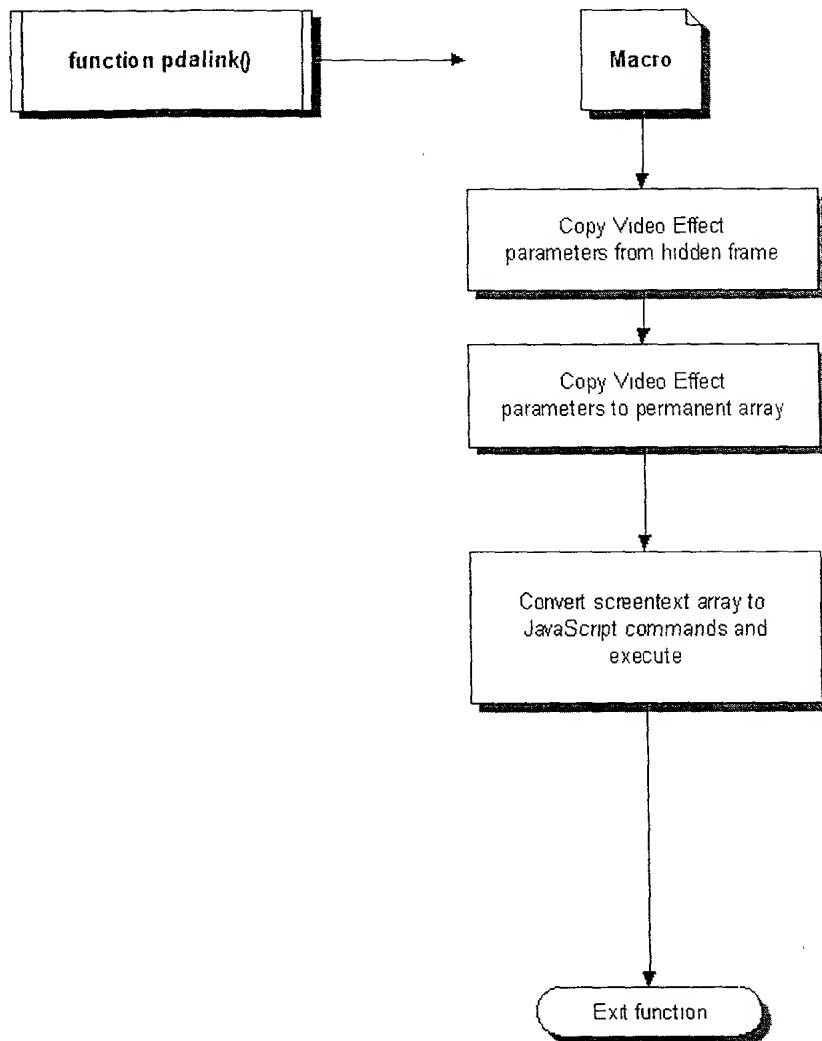 function pdalink()
Macro
Copy Video Effect
parameters from hidden frame
Copy Video Effect
parameters to permanent array
Convert screentext array to
JavaScript commands and
execute
Exit function